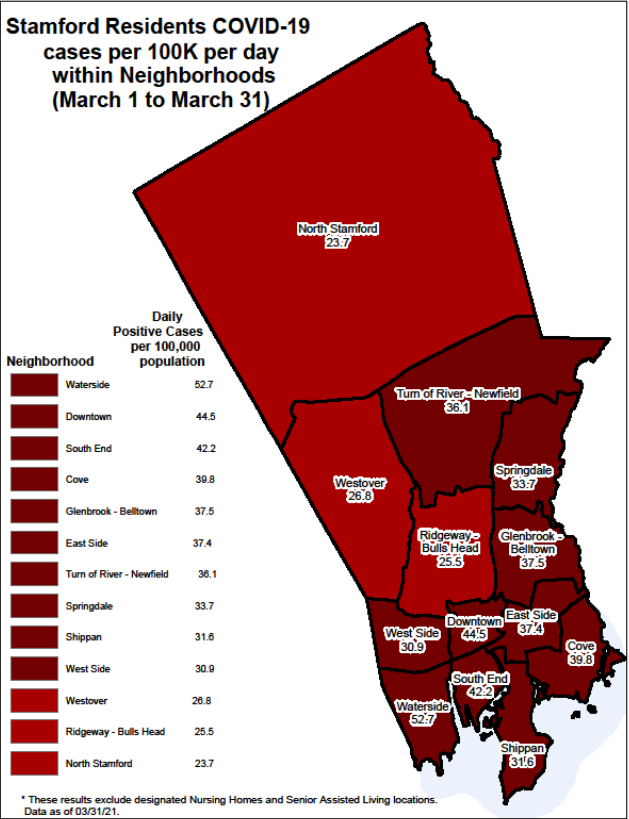 Stamford Residents COVID-19
cases per 100K per day
within Neighborhoods
(March 1 to March 31)
North Stamford
23.7
Turn of River - Newfield
36.1
Springdale
33.7
Westover
26.8
Ridgeway -
Bulls Head
25.5
Glenbrook -
Belltown
37.5
East Side
37.4
Downtown
44.5
West Side
30.9
Cove
39.8
South End
42.2
Waterside
52.7
Shippan
31.6
Daily
Positive Cases
per 100,000
Neighborhood population
Waterside 52.7
Downtown 44.5
South End 42.2
Cove 39.8
Glenbrook - Belltown 37.5
East Side 37.4
Turn of River - Newfield 36.1
Springdale 33.7
Shippan 31.6
West Side 30.9
Westover 26.8
Ridgeway - Bulls Head 25.5
North Stamford 23.7
* These results exclude designated Nursing Homes and Senior Assisted Living locations.
Data as of 03/31/21.